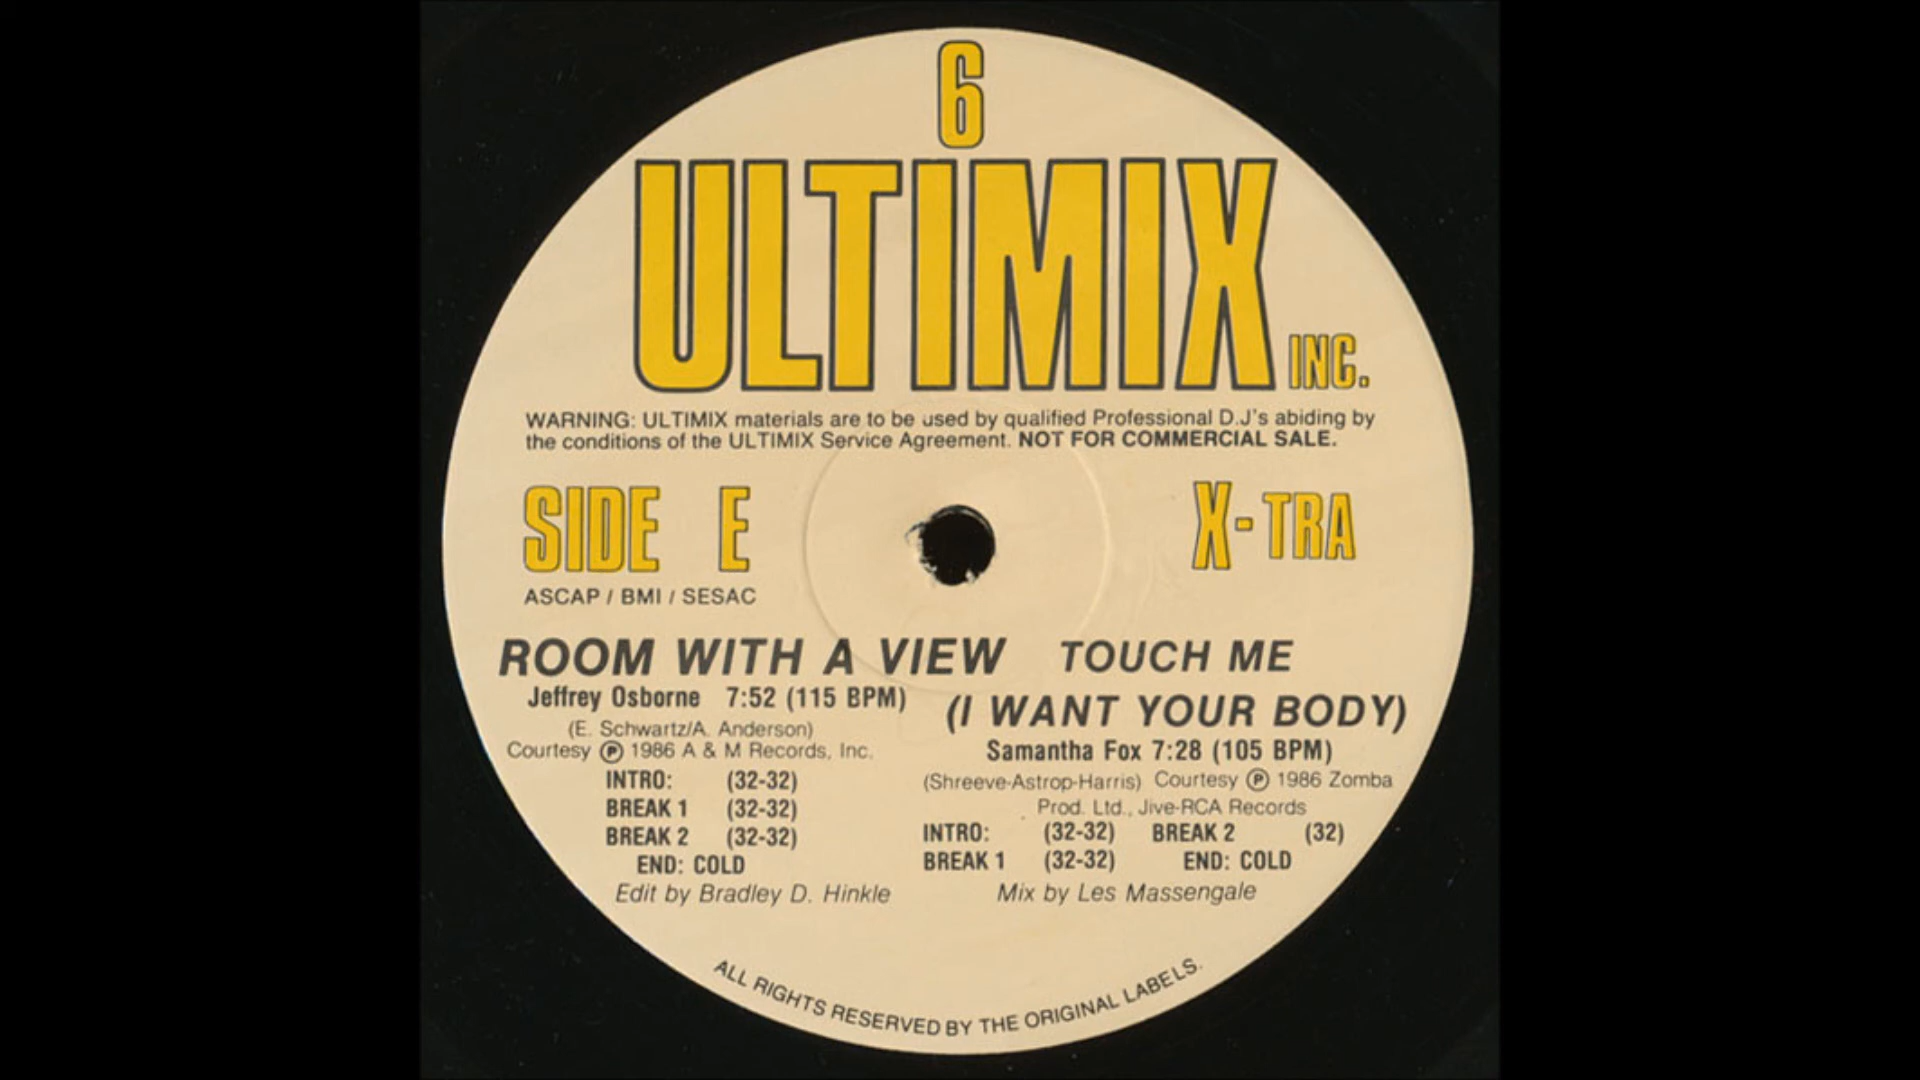 6
ULTIMIX INC.
WARNING: ULTIMIX materials are to be used by qualified Professional D.J's abiding by
the conditions of the ULTIMIX Service Agreement. NOT FOR COMMERCIAL SALE.
SIDE E
X-TRA
ASCAP / BMI / SESAC
ROOM WITH A VIEW
Jeffrey Osborne 7:52 (115 BPM)
(E. Schwartz/A. Anderson)
Courtesy ℗ 1986 A & M Records, Inc.
INTRO: (32-32)
BREAK 1 (32-32)
BREAK 2 (32-32)
END: COLD
Edit by Bradley D. Hinkle
TOUCH ME
(I WANT YOUR BODY)
Samantha Fox 7:28 (105 BPM)
(Shreeve-Astrop-Harris) Courtesy ℗ 1986 Zomba
Prod. Ltd., Jive-RCA Records
INTRO: (32-32) BREAK 2 (32)
BREAK 1 (32-32) END: COLD
Mix by Les Massengale
ALL RIGHTS RESERVED BY THE ORIGINAL LABELS.